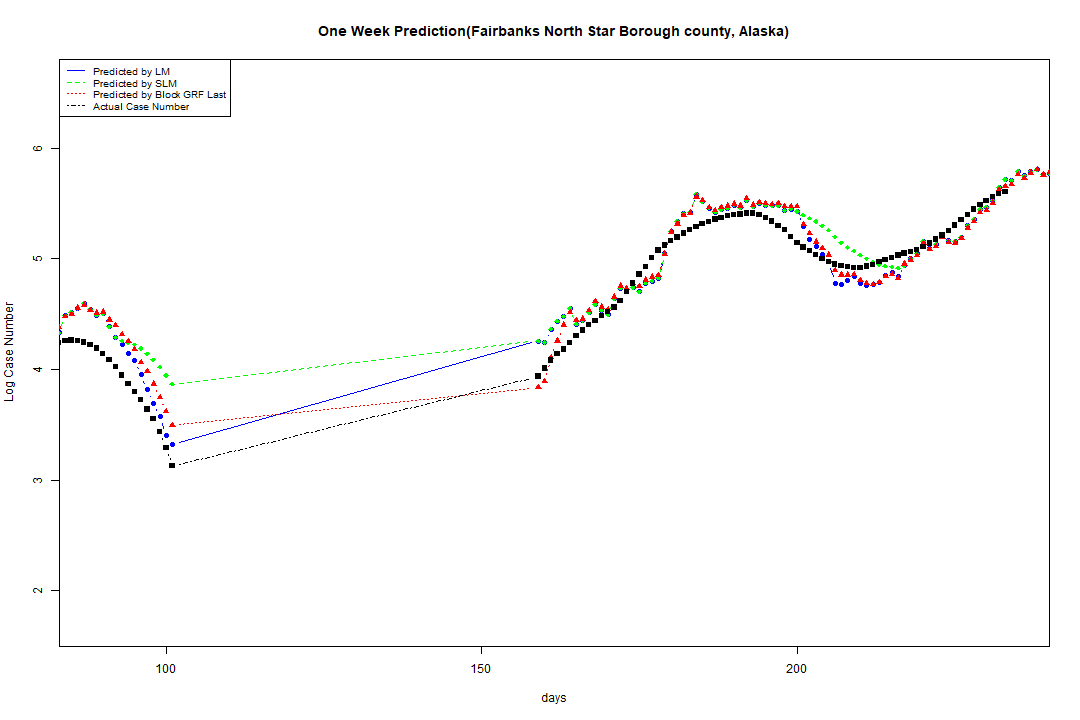 One Week Prediction(Fairbanks North Star Borough county, Alaska)
Predicted by LM
Predicted by SLM
Predicted by Block GRF Last
Actual Case Number
6
5
4
3
2
Log Case Number
100 150 200
days